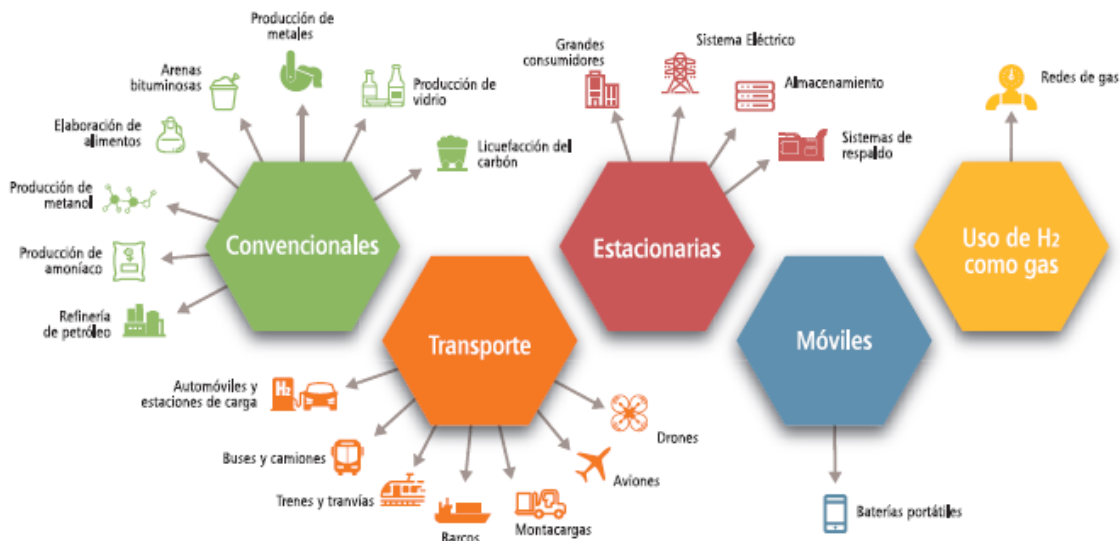 Producción de
metales
Arenas
bituminosas
Producción de
vidrio
Elaboración de
alimentos
Licuefacción del
carbón
Producción de
metanol
Producción de
amoníaco
Refinería
de petróleo
Convencionales
Grandes
consumidores
Sistema Eléctrico
Almacenamiento
Sistemas de
respaldo
Estacionarias
Redes de gas
Uso de H2
como gas
Transporte
Automóviles y
estaciones de carga
H2
Buses y camiones
Trenes y tranvías
Barcos
Montacargas
Aviones
Drones
Móviles
Baterías portátiles